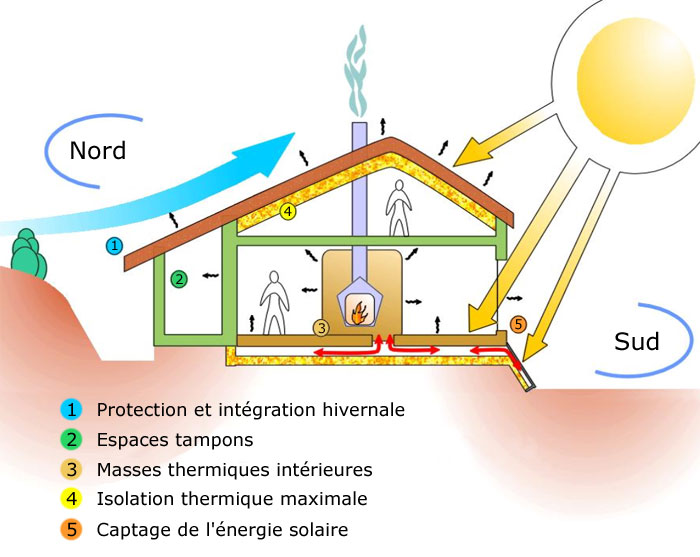 Nord
4
1
2
3
5
Sud
1 Protection et intégration hivernale
2 Espaces tampons
3 Masses thermiques intérieures
4 Isolation thermique maximale
5 Captage de l'énergie solaire